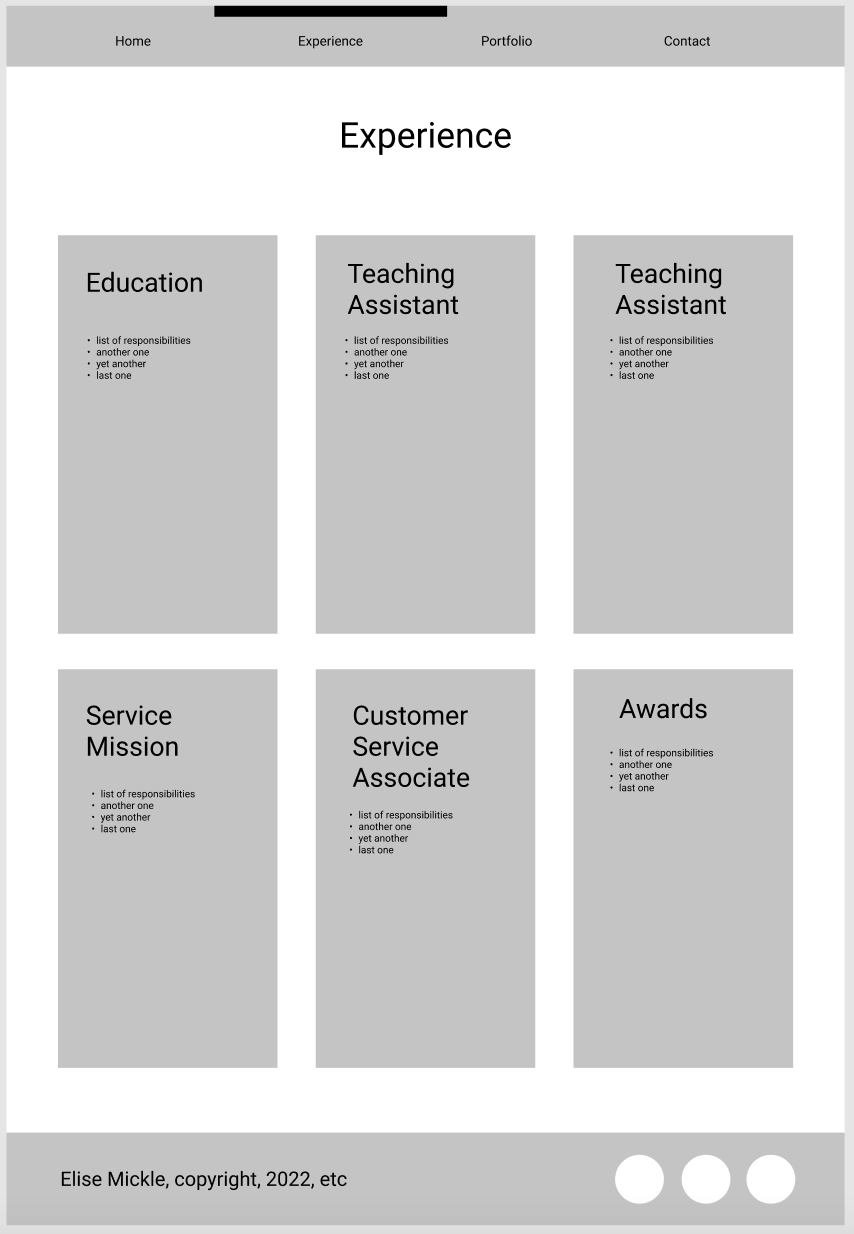 Home
Experience
Portfolio
Contact
Experience
Education
• list of responsibilities
• another one
• yet another
• last one
Teaching
Assistant
• list of responsibilities
• another one
• yet another
• last one
Teaching
Assistant
• list of responsibilities
• another one
• yet another
• last one
Service
Mission
• list of responsibilities
• another one
• yet another
• last one
Customer
Service
Associate
• list of responsibilities
• another one
• yet another
• last one
Awards
• list of responsibilities
• another one
• yet another
• last one
Elise Mickle, copyright, 2022, etc